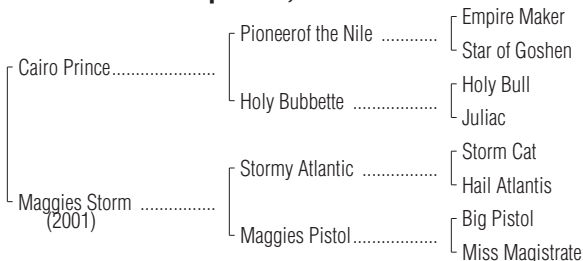 Empire Maker
Pioneerof the Nile ............
Star of Goshen
Cairo Prince......................
Holy Bull
Holy Bubbette ..................
Juliac
Storm Cat
Stormy Atlantic ................
Hail Atlantis
Maggies Storm ................
(2001)
Big Pistol
Maggies Pistol..................
Miss Magistrate